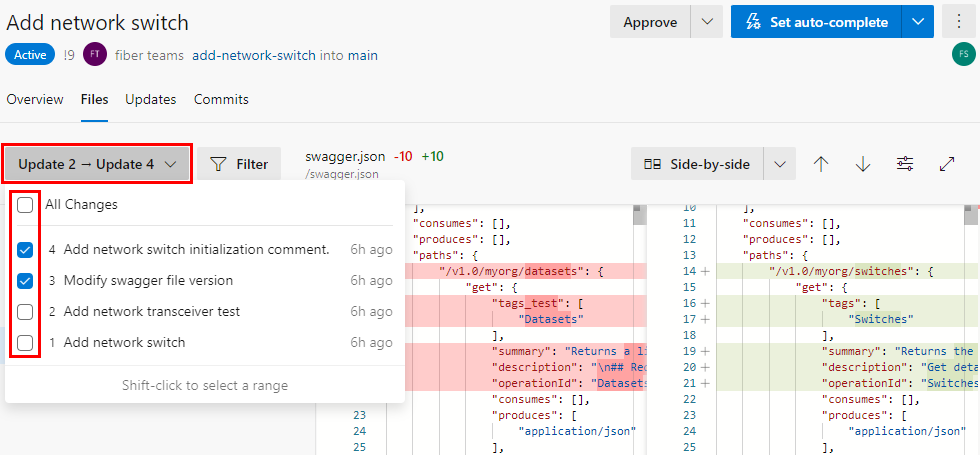 Add network switch
Approve
Set auto-complete
Active !9 FT fiber teams add-network-switch into main
FS
Overview Files Updates Commits
Update 2 → Update 4
Filter
swagger.json -10 +10
/swagger.json
Side-by-side
All Changes
4 Add network switch initialization comment. 6h ago
3 Modify swagger file version 6h ago
2 Add network transceiver test 6h ago
1 Add network switch 6h ago
Shift-click to select a range
],
"consumes": [],
"produces": [],
"paths": {
"/v1.0/myorg/datasets": {
"get": {
"tags_test": [
"Datasets"
],
"summary": "Returns a li
"description": "\n## Rec
"operationId": "Datasets
"consumes": [],
23 "produces": [
24 "application/json"
25 ],
10 ],
11 "consumes": [],
12 "produces": [],
13 "paths": {
14 + "/v1.0/myorg/switches": {
15 "get": {
16 + "tags": [
17 + "Switches"
18 ],
19 + "summary": "Returns the
20 + "description": "Get deta
21 + "operationId": "Switches
22 "consumes": [],
23 "produces": [
24 "application/json"
25 ],